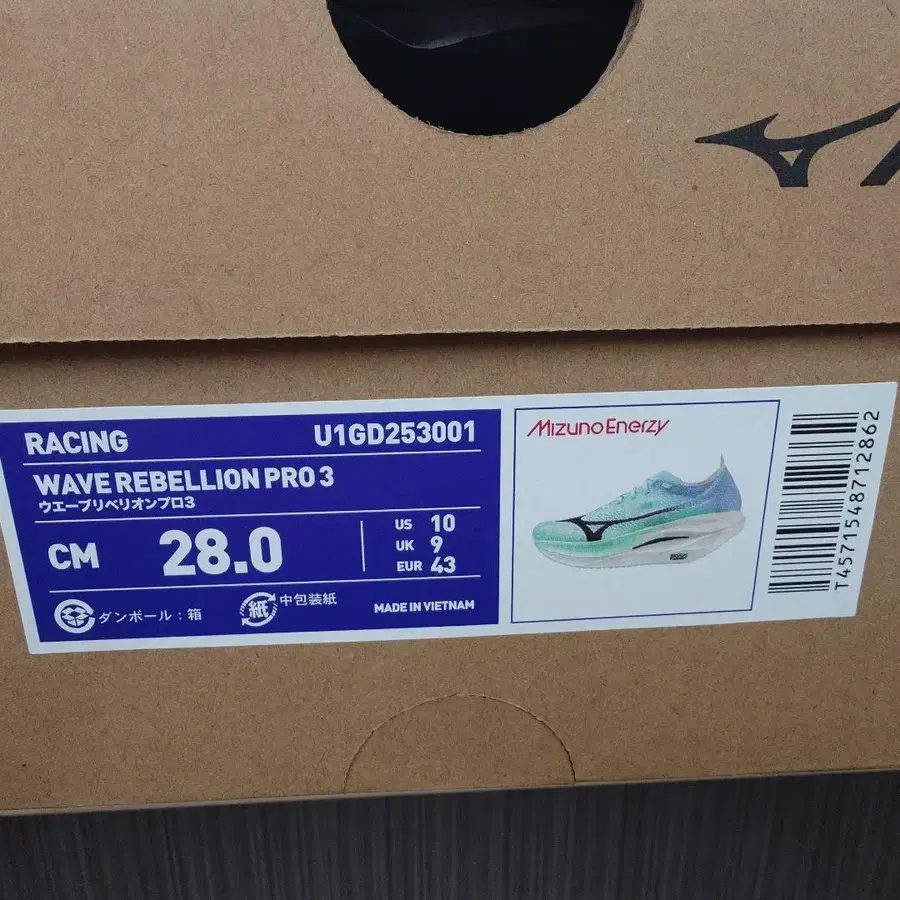 RACING
U1GD253001
WAVE REBELLION PRO 3
ウエーブリベリオンプロ3
CM 28.0
US 10
UK 9
EUR 43
ダンボール：箱
紙 中包装紙
MADE IN VIETNAM
MizunoEnerzy
T4571548712862